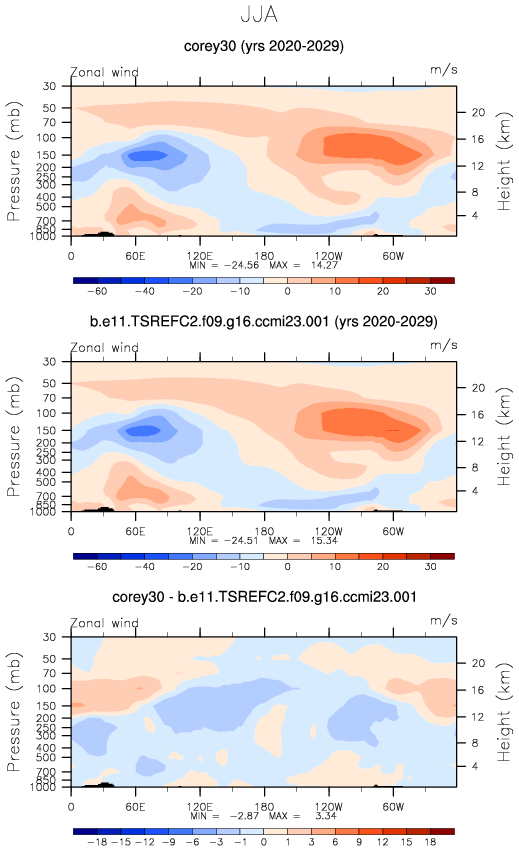 JJA
corey30 (yrs 2020-2029)
Zonal wind m/s
Pressure (mb)
30
50
70
100
150
200
250
300
400
500
700
850
1000
20
16
12
8
4
Height (km)
0 60E 120E 180 120W 60W
MIN = -24.56 MAX = 14.27
-60 -40 -20 -10 0 10 20 30
b.e11.TSREFC2.f09.g16.ccmi23.001 (yrs 2020-2029)
Zonal wind m/s
Pressure (mb)
30
50
70
100
150
200
250
300
400
500
700
850
1000
20
16
12
8
4
Height (km)
0 60E 120E 180 120W 60W
MIN = -24.51 MAX = 15.34
-60 -40 -20 -10 0 10 20 30
corey30 - b.e11.TSREFC2.f09.g16.ccmi23.001
Zonal wind m/s
Pressure (mb)
30
50
70
100
150
200
250
300
400
500
700
850
1000
20
16
12
8
4
Height (km)
0 60E 120E 180 120W 60W
MIN = -2.87 MAX = 3.34
-18 -15 -12 -9 -6 -3 -1 0 1 3 6 9 12 15 18